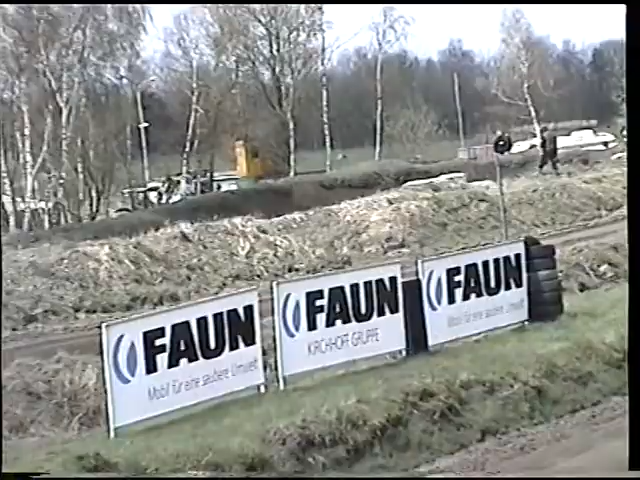 FAUN
Mobil für eine saubere Umwelt
FAUN
KIRCHHOFF GRUPPE
FAUN
Mobil für eine saubere Umwelt